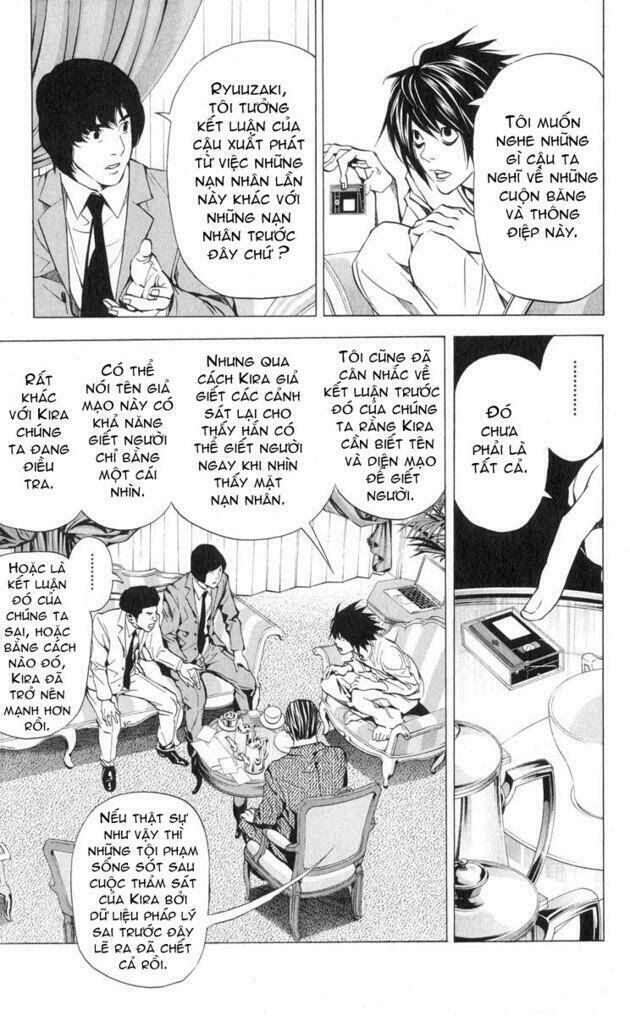 TÔI MUỐN
NGHE NHỮNG
GÌ CẬU TA
NGHĨ VỀ NHỮNG
CUỘN BĂNG
VÀ THÔNG
ĐIỆP NÀY.
RYUUZAKI,
TÔI TƯỞNG
KẾT LUẬN CỦA
CẬU XUẤT PHÁT
TỪ VIỆC NHỮNG
NẠN NHÂN LẦN
NÀY KHÁC VỚI
NHỮNG NẠN
NHÂN TRƯỚC
ĐÂY CHỨ ?
..........
ĐÓ
CHƯA
PHẢI LÀ
TẤT CẢ.
TÔI CŨNG ĐÃ
CÂN NHẮC VỀ
KẾT LUẬN TRƯỚC
ĐÓ CỦA CHÚNG
TA RẰNG KIRA
CẦN BIẾT TÊN
VÀ DIỆN MẠO
ĐỂ GIẾT
NGƯỜI.
NHƯNG QUA
CÁCH KIRA GIẢ
GIẾT CÁC CẢNH
SÁT LẠI CHO
THẤY HẮN CÓ
THỂ GIẾT NGƯỜI
NGAY KHI NHÌN
THẤY MẶT
NẠN NHÂN.
CÓ THỂ
NÓI TÊN GIẢ
MẠO NÀY CÓ
KHẢ NĂNG
GIẾT NGƯỜI
CHỈ BẰNG
MỘT CÁI
NHÌN.
RẤT
KHÁC
VỚI KIRA
CHÚNG
TA ĐANG
ĐIỀU
TRA.
..........
HOẶC LÀ
KẾT LUẬN
ĐÓ CỦA
CHÚNG TA
SAI, HOẶC
BẰNG CÁCH
NÀO ĐÓ,
KIRA ĐÃ
TRỞ NÊN
MẠNH HƠN
RỒI.
NẾU THẬT SỰ
NHƯ VẬY THÌ
NHỮNG TỘI PHẠM
SỐNG SÓT SAU
CUỘC THẢM SÁT
CỦA KIRA BỞI
DỮ LIỆU PHÁP LÝ
SAI TRƯỚC ĐÂY
LẼ RA ĐÃ CHẾT
CẢ RỒI.